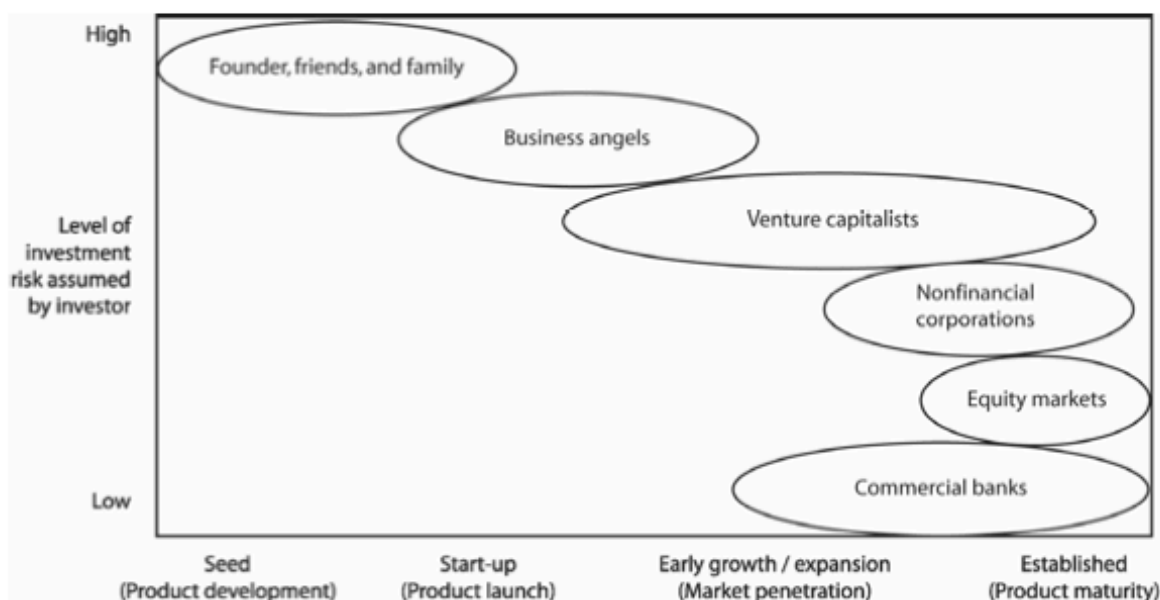 High
Founder, friends, and family
Business angels
Venture capitalists
Level of
investment
risk assumed
by investor
Nonfinancial
corporations
Equity markets
Commercial banks
Low
Seed
(Product development)
Start-up
(Product launch)
Early growth / expansion
(Market penetration)
Established
(Product maturity)